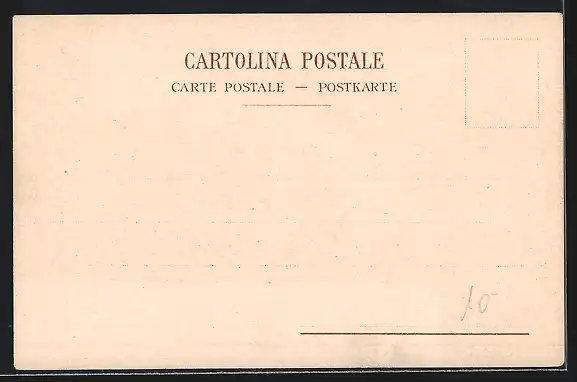 CARTOLINA POSTALE
CARTE POSTALE — POSTKARTE
10